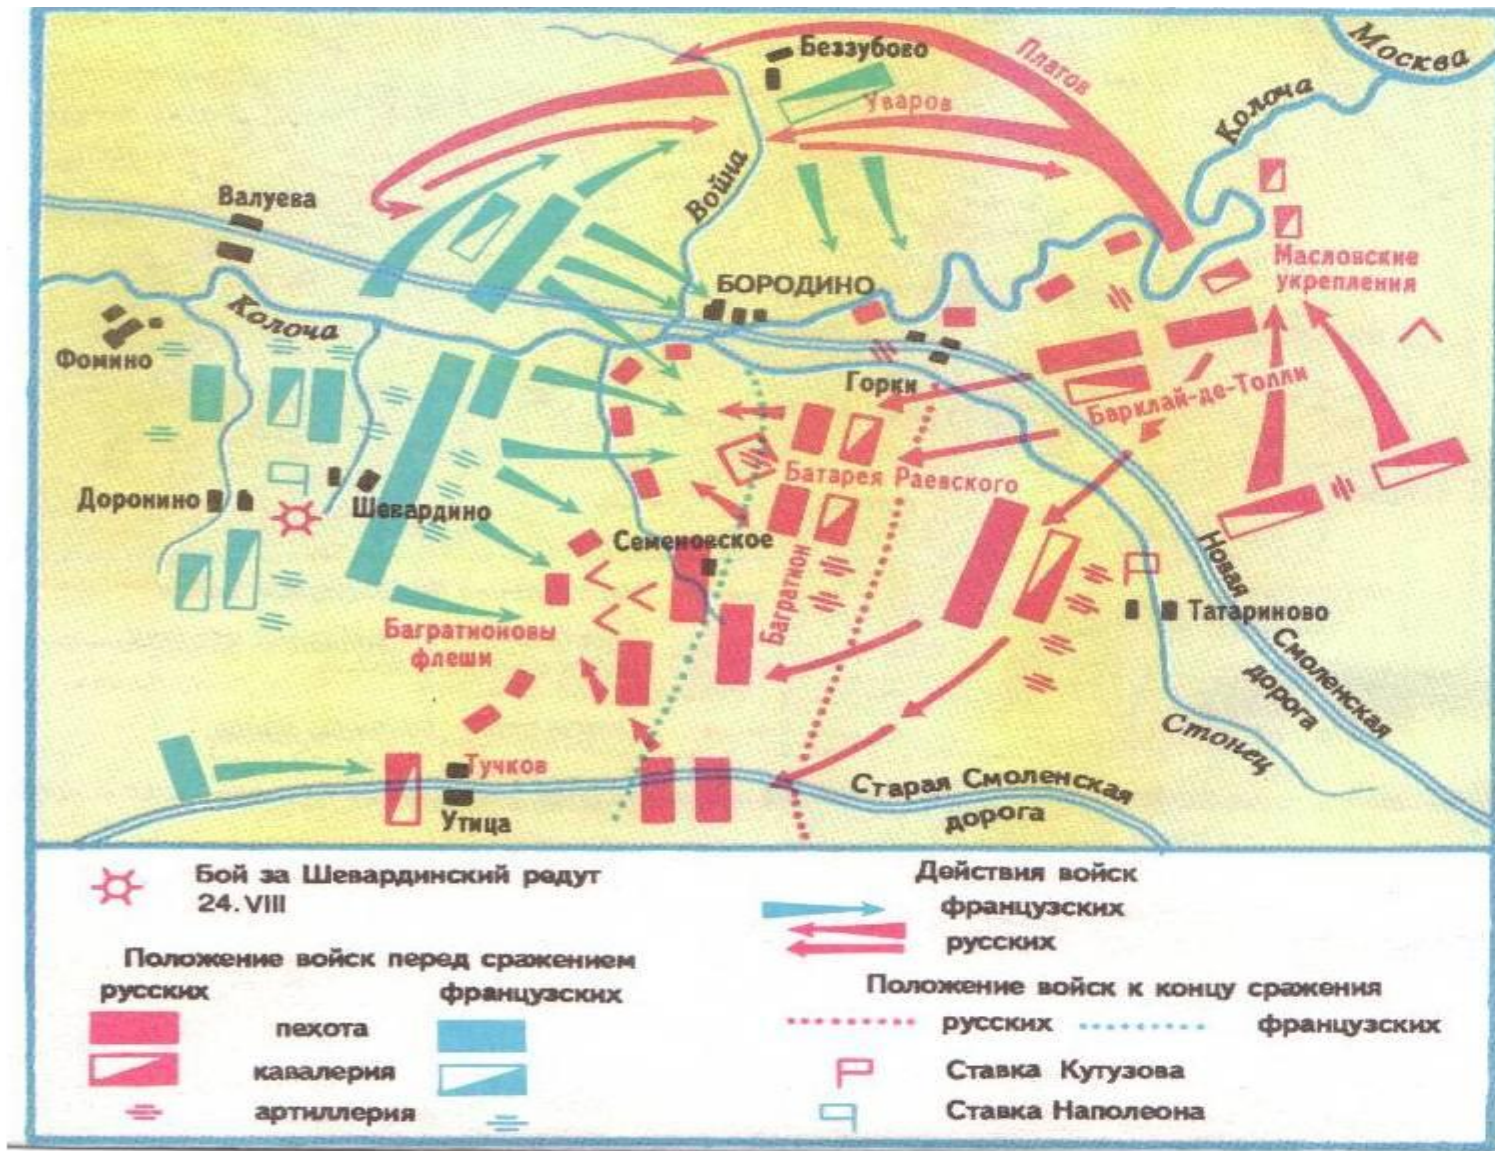 Москва
Беззубово
Платов
Колоча
Уваров
Война
Валуева
Масловские
укрепления
БОРОДИНО
Колоча
Фомино
Горки
Барклай-де-Толли
Батарея Раевского
Доронино
Шевардино
Семеновское
Новая
Смоленская
дорога
Багратион
Татариново
Багратионовы
флеши
Стонец
Тучков
Утица
Старая Смоленская
дорога
Бой за Шевардинский редут
24.VIII
Действия войск
французских
русских
Положение войск перед сражением
русских французских
пехота
кавалерия
артиллерия
Положение войск к концу сражения
русских французских
Ставка Кутузова
Ставка Наполеона